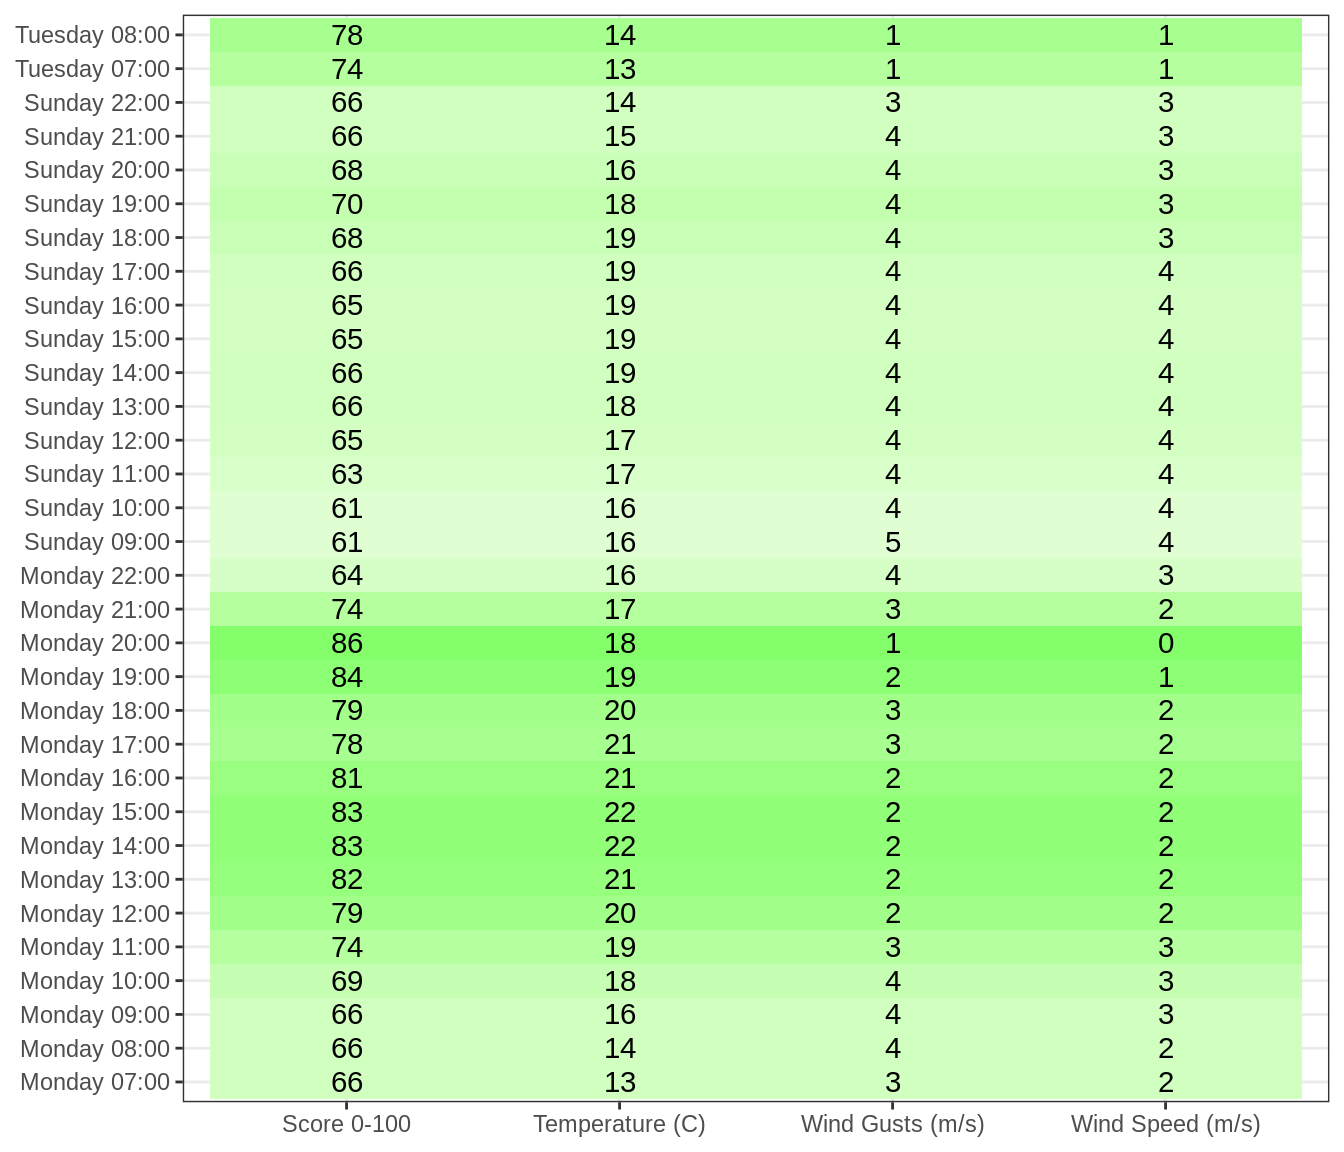 Tuesday 08:00 78 14 1 1
Tuesday 07:00 74 13 1 1
Sunday 22:00 66 14 3 3
Sunday 21:00 66 15 4 3
Sunday 20:00 68 16 4 3
Sunday 19:00 70 18 4 3
Sunday 18:00 68 19 4 3
Sunday 17:00 66 19 4 4
Sunday 16:00 65 19 4 4
Sunday 15:00 65 19 4 4
Sunday 14:00 66 19 4 4
Sunday 13:00 66 18 4 4
Sunday 12:00 65 17 4 4
Sunday 11:00 63 17 4 4
Sunday 10:00 61 16 4 4
Sunday 09:00 61 16 5 4
Monday 22:00 64 16 4 3
Monday 21:00 74 17 3 2
Monday 20:00 86 18 1 0
Monday 19:00 84 19 2 1
Monday 18:00 79 20 3 2
Monday 17:00 78 21 3 2
Monday 16:00 81 21 2 2
Monday 15:00 83 22 2 2
Monday 14:00 83 22 2 2
Monday 13:00 82 21 2 2
Monday 12:00 79 20 2 2
Monday 11:00 74 19 3 3
Monday 10:00 69 18 4 3
Monday 09:00 66 16 4 3
Monday 08:00 66 14 4 2
Monday 07:00 66 13 3 2
Score 0-100 Temperature (C) Wind Gusts (m/s) Wind Speed (m/s)